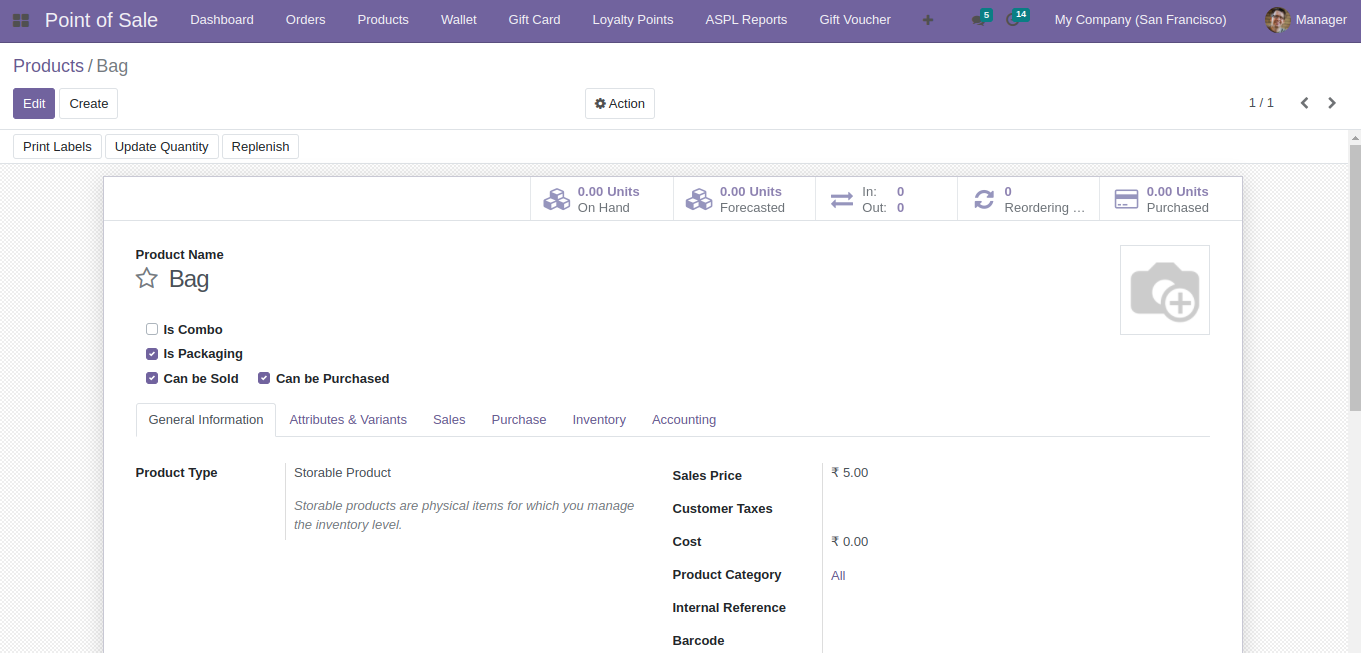 Point of Sale Dashboard Orders Products Wallet Gift Card Loyalty Points ASPL Reports Gift Voucher 5 14 My Company (San Francisco) Manager
Products / Bag
Edit Create Action 1 / 1
Print Labels Update Quantity Replenish
0.00 Units On Hand
0.00 Units Forecasted
In: 0
Out: 0
0 Reordering ...
0.00 Units Purchased
Product Name
Bag
Is Combo
Is Packaging
Can be Sold Can be Purchased
General Information Attributes & Variants Sales Purchase Inventory Accounting
Product Type Storable Product
Storable products are physical items for which you manage
the inventory level.
Sales Price ₹ 5.00
Customer Taxes
Cost ₹ 0.00
Product Category All
Internal Reference
Barcode